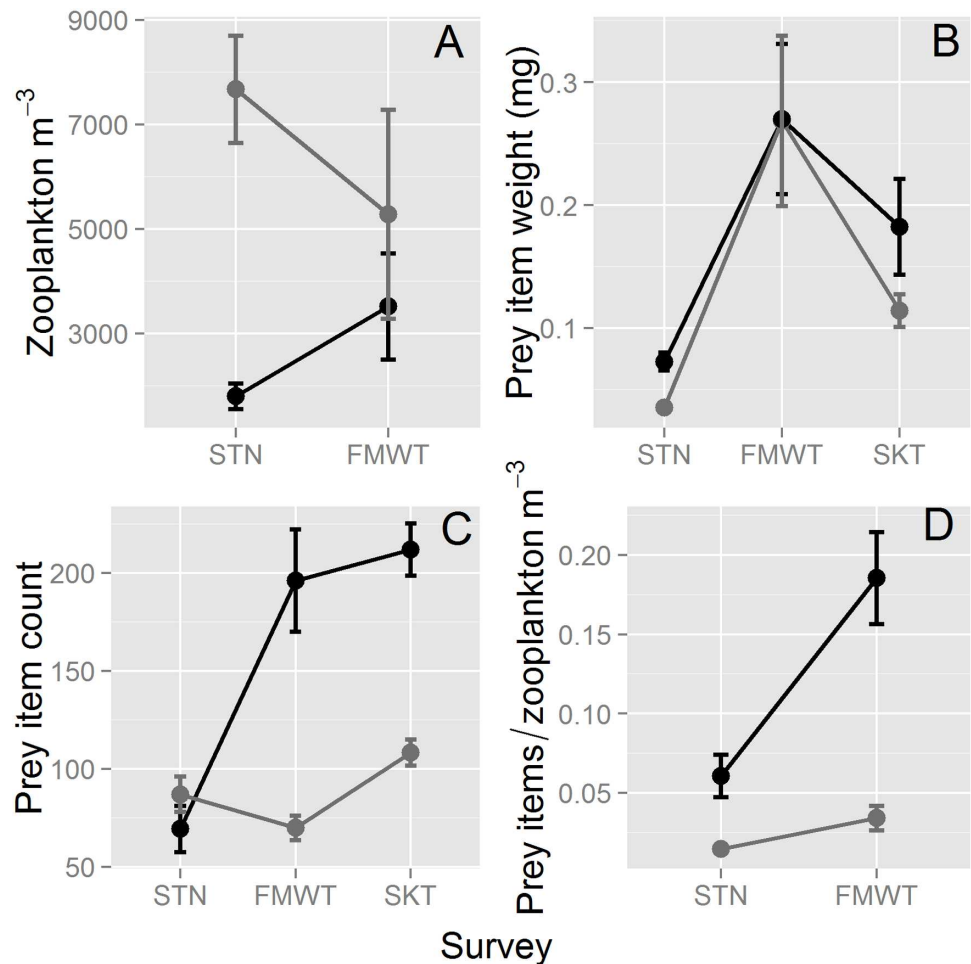 A
Zooplankton m⁻³
9000
7000
5000
3000
STN FMWT
B
Prey item weight (mg)
0.3
0.2
0.1
STN FMWT SKT
C
Prey item count
200
150
100
50
STN FMWT SKT
D
Prey items / zooplankton m⁻³
0.20
0.15
0.10
0.05
STN FMWT
Survey